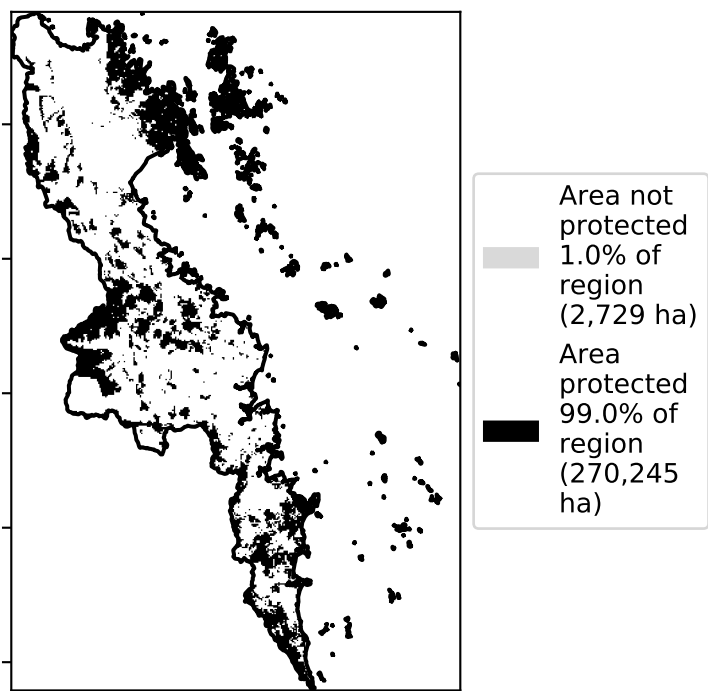 Area not
protected
1.0% of
region
(2,729 ha)
Area
protected
99.0% of
region
(270,245
ha)